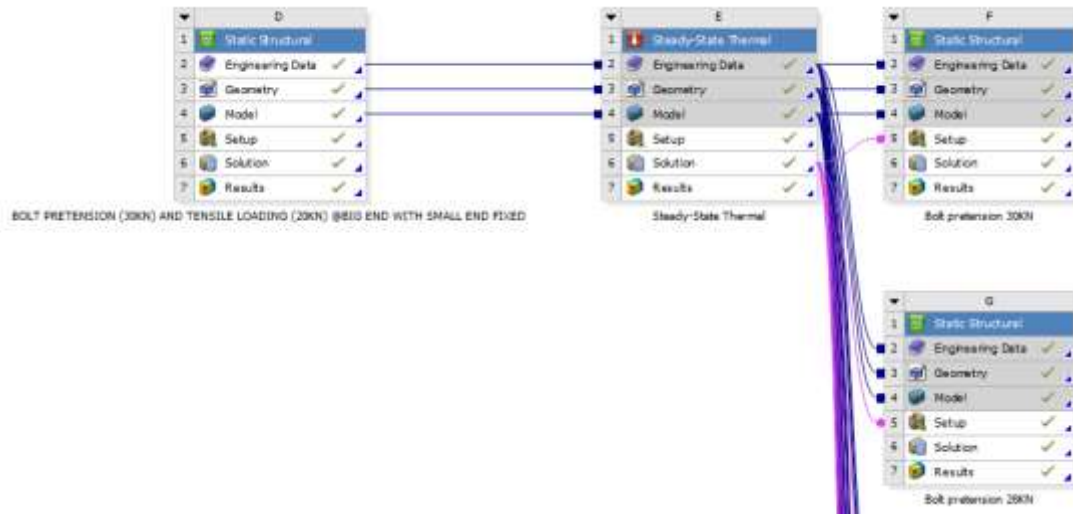 D
1 Static Structural
2 Engineering Data
3 Geometry
4 Model
5 Setup
6 Solution
7 Results
BOLT PRETENSION (30KN) AND TENSILE LOADING (20KN) @BIG END WITH SMALL END FIXED
E
1 Steady-State Thermal
2 Engineering Data
3 Geometry
4 Model
5 Setup
6 Solution
7 Results
Steady-State Thermal
F
1 Static Structural
2 Engineering Data
3 Geometry
4 Model
5 Setup
6 Solution
7 Results
Bolt pretension 30KN
G
1 Static Structural
2 Engineering Data
3 Geometry
4 Model
5 Setup
6 Solution
7 Results
Bolt pretension 28KN